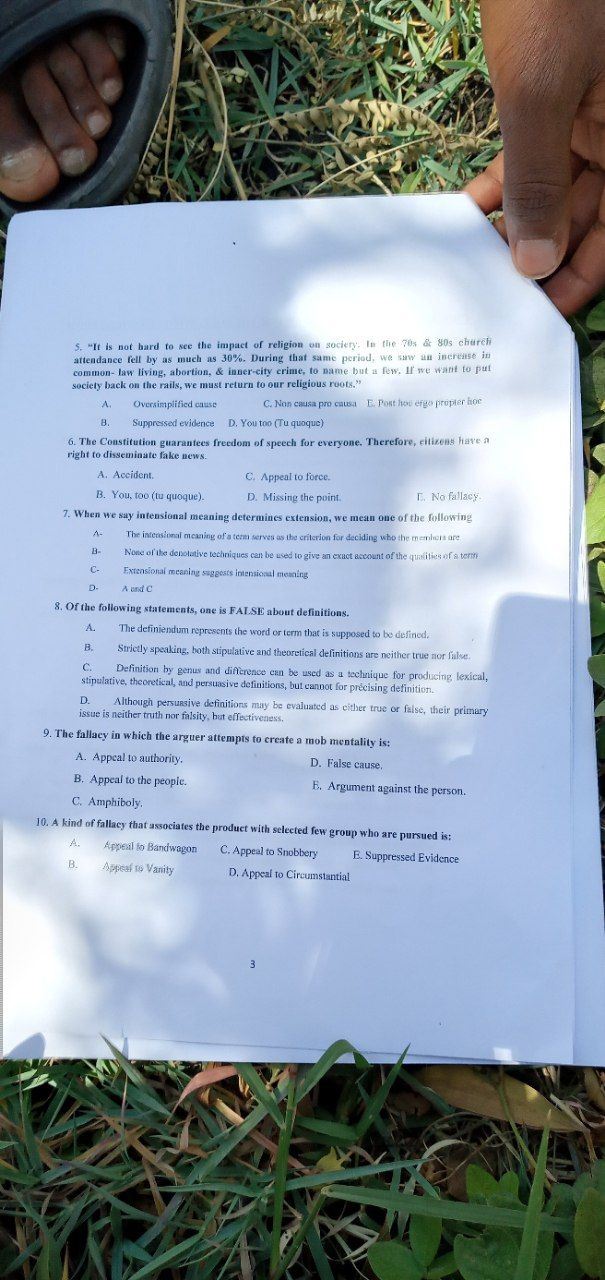 5. “It is not hard to see the impact of religion on society. In the 70s & 80s church
attendance fell by as much as 30%. During that same period, we saw an increase in
common- law living, abortion, & inner-city crime, to name but a few. If we want to put
society back on the rails, we must return to our religious roots.”
A. Oversimplified cause C. Non causa pro causa E. Post hoc ergo propter hoc
B. Suppressed evidence D. You too (Tu quoque)
6. The Constitution guarantees freedom of speech for everyone. Therefore, citizens have a
right to disseminate fake news.
A. Accident. C. Appeal to force.
B. You, too (tu quoque). D. Missing the point. E. No fallacy.
7. When we say intensional meaning determines extension, we mean one of the following
A- The intensional meaning of a term serves as the criterion for deciding who the members are
B- None of the denotative techniques can be used to give an exact account of the qualities of a term
C- Extensional meaning suggests intensional meaning
D- A and C
8. Of the following statements, one is FALSE about definitions.
A. The definiendum represents the word or term that is supposed to be defined.
B. Strictly speaking, both stipulative and theoretical definitions are neither true nor false.
C. Definition by genus and difference can be used as a technique for producing lexical,
stipulative, theoretical, and persuasive definitions, but cannot for précising definition.
D. Although persuasive definitions may be evaluated as either true or false, their primary
issue is neither truth nor falsity, but effectiveness.
9. The fallacy in which the arguer attempts to create a mob mentality is:
A. Appeal to authority. D. False cause.
B. Appeal to the people. E. Argument against the person.
C. Amphiboly.
10. A kind of fallacy that associates the product with selected few group who are pursued is:
A. Appeal to Bandwagon C. Appeal to Snobbery E. Suppressed Evidence
B. Appeal to Vanity D. Appeal to Circumstantial
3